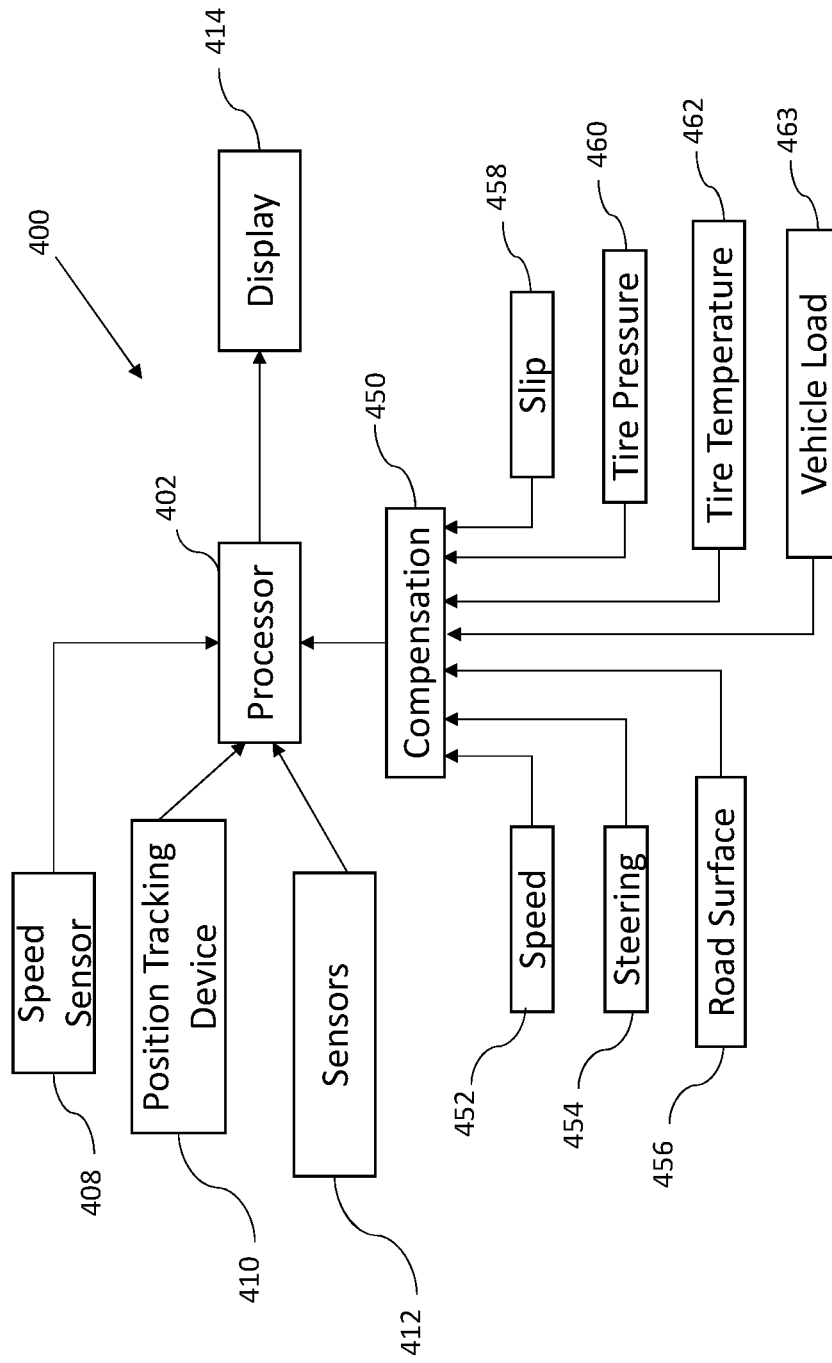 400
Speed
Sensor
408
Position Tracking
Device
410
Sensors
412
Processor
402
Display
414
Compensation
450
Speed
452
Steering
454
Road Surface
456
Slip
458
Tire Pressure
460
Tire Temperature
462
Vehicle Load
463